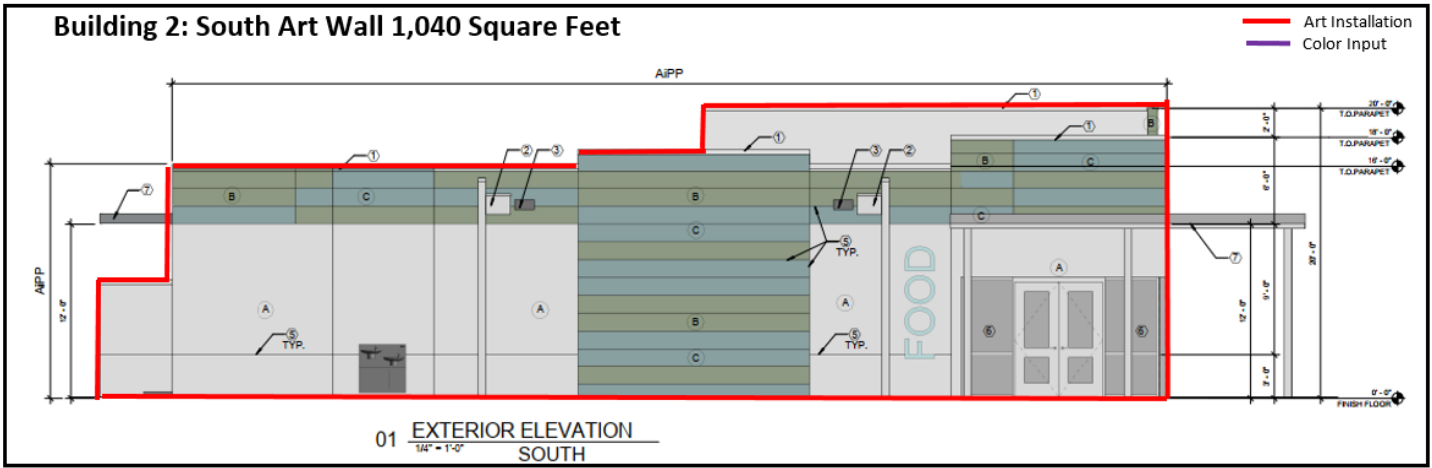 Building 2: South Art Wall 1,040 Square Feet
Art Installation
Color Input
AiPP
1
B
20' - 0"
T.O.PARAPET
2' - 0"
1
1
18' - 0"
T.O.PARAPET
1
2
3
3
2
B
C
16' - 0"
T.O.PARAPET
7
B
C
B
6' - 0"
C
C
5
TYP.
7
AiPP
12' - 0"
FOOD
A
20' - 0"
A
A
A
12' - 0"
9' - 0"
B
5
TYP.
5
TYP.
6
6
C
3' - 0"
0' - 0"
FINISH FLOOR
01 EXTERIOR ELEVATION
1/4" = 1'-0"
SOUTH